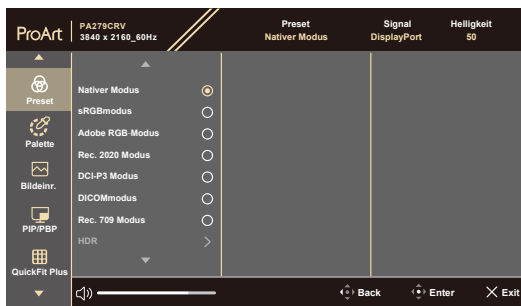 ProArt
PA279CRV
3840 x 2160_60Hz
Preset
Nativer Modus
Signal
DisplayPort
Helligkeit
50
Preset
Palette
Bildeinr.
PIP/PBP
QuickFit Plus
Nativer Modus
sRGBmodus
Adobe RGB-Modus
Rec. 2020 Modus
DCI-P3 Modus
DICOMmodus
Rec. 709 Modus
HDR
Back
Enter
Exit